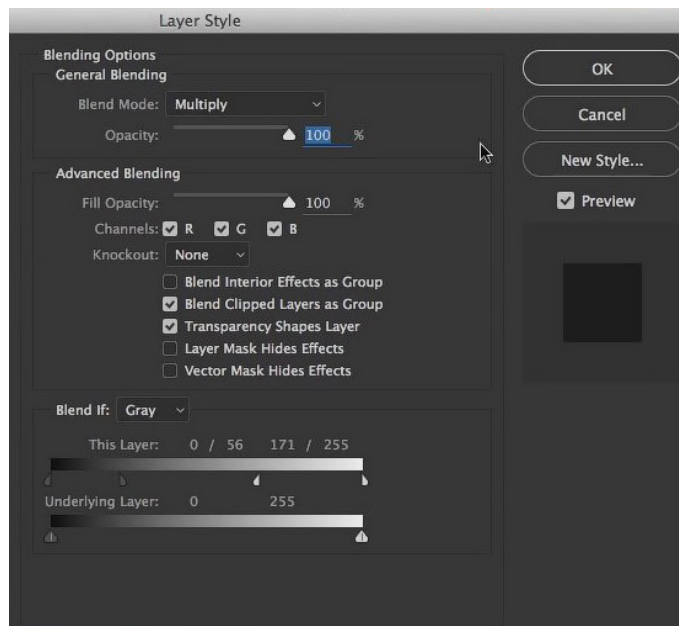 Layer Style
Blending Options
General Blending
Blend Mode: Multiply
Opacity: 100 %
Advanced Blending
Fill Opacity: 100 %
Channels: R G B
Knockout: None
Blend Interior Effects as Group
Blend Clipped Layers as Group
Transparency Shapes Layer
Layer Mask Hides Effects
Vector Mask Hides Effects
Blend If: Gray
This Layer: 0 / 56 171 / 255
Underlying Layer: 0 255
OK
Cancel
New Style...
Preview